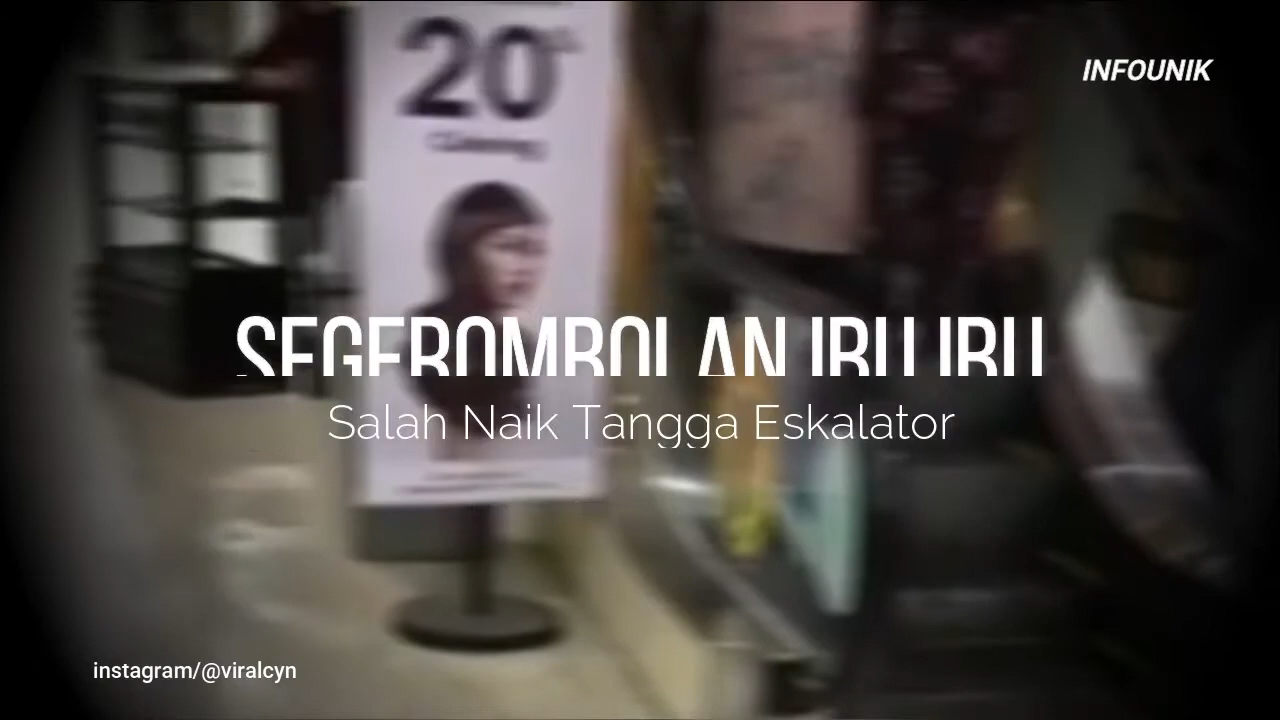 20
INFOUNIK
SEGEROMBOLAN IBU IBU
Salah Naik Tangga Eskalator
instagram/@viralcyn